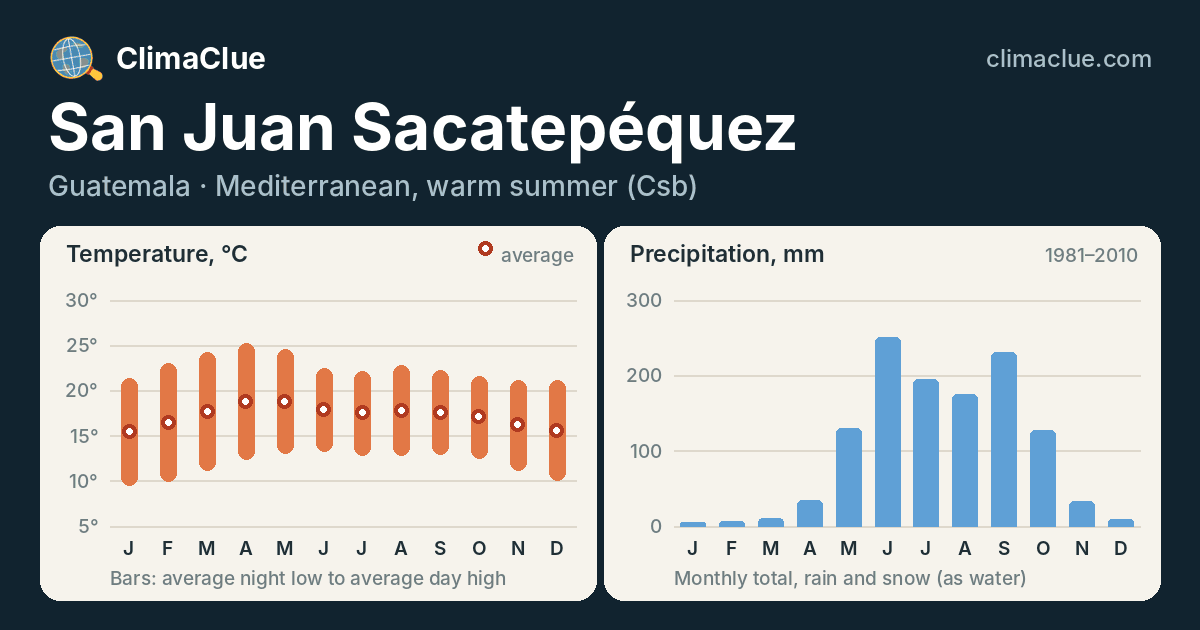 ClimaClue
climaclue.com
San Juan Sacatepéquez
Guatemala · Mediterranean, warm summer (Csb)
Temperature, °C
average
30°
25°
20°
15°
10°
5°
J F M A M J J A S O N D
Bars: average night low to average day high
Precipitation, mm
1981–2010
300
200
100
0
J F M A M J J A S O N D
Monthly total, rain and snow (as water)